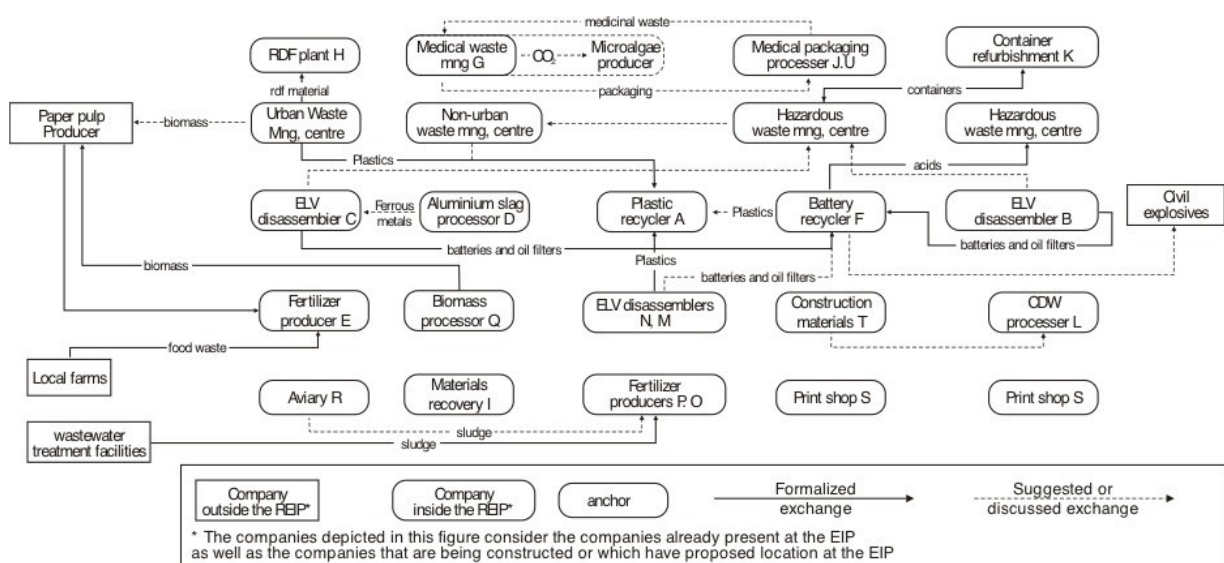 medicinal waste
RDF plant H
Medical waste
mng G
CO2
Microalgae
producer
Medical packaging
processer J.U
Container
refurbishment K
rdf material
packaging
containers
Paper pulp
Producer
biomass
Urban Waste
Mng, centre
Non-urban
waste mng, centre
Hazardous
waste mng, centre
Hazardous
waste mng, centre
Plastics
acids
ELV
disassembier C
Ferrous
metals
Aluminium slag
processor D
Plastic
recycler A
Plastics
Battery
recycler F
ELV
disassembler B
Civil
explosives
batteries and oil filters
batteries and oil filters
Plastics
biomass
batteries and oil filters
Fertilizer
producer E
Biomass
processor Q
ELV disassemblers
N, M
Construction
materials T
CDW
processer L
food waste
Local farms
Aviary R
Materials
recovery I
Fertilizer
producers P. O
Print shop S
Print shop S
sludge
wastewater
treatment facilities
sludge
Company
outside the REIP*
Company
inside the REIP*
anchor
Formalized
exchange
Suggested or
discussed exchange
* The companies depicted in this figure consider the companies already present at the EIP
as well as the companies that are being constructed or which have proposed location at the EIP